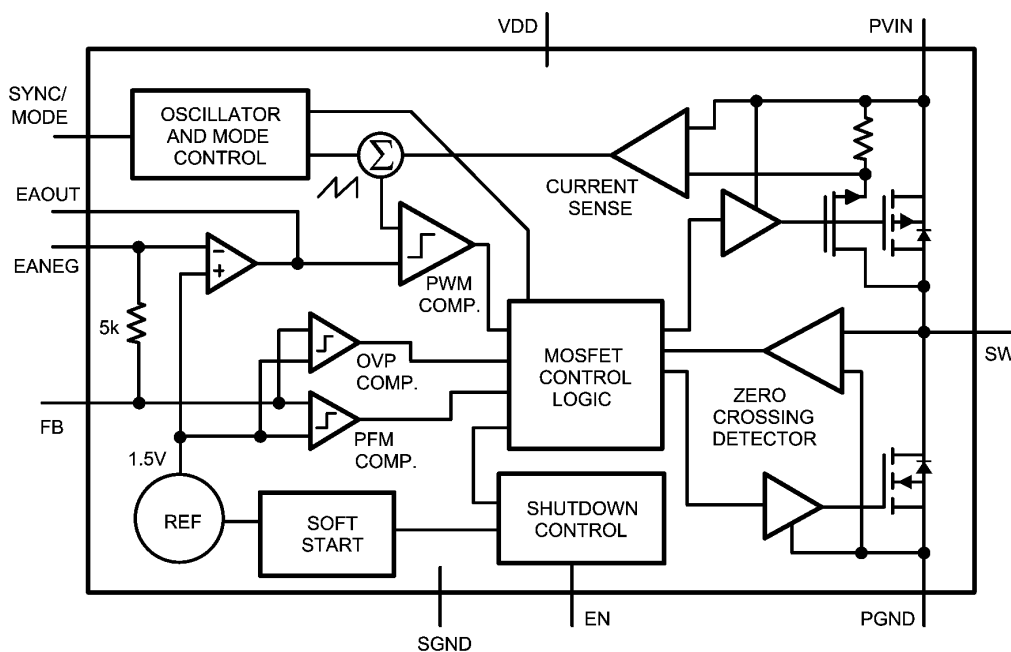 VDD
PVIN
SYNC/
MODE
OSCILLATOR
AND MODE
CONTROL
Σ
CURRENT
SENSE
EAOUT
EANEG
−
+
PWM
COMP.
5k
OVP
COMP.
MOSFET
CONTROL
LOGIC
SW
ZERO
CROSSING
DETECTOR
FB
PFM
COMP.
1.5V
REF
SOFT
START
SHUTDOWN
CONTROL
SGND
EN
PGND